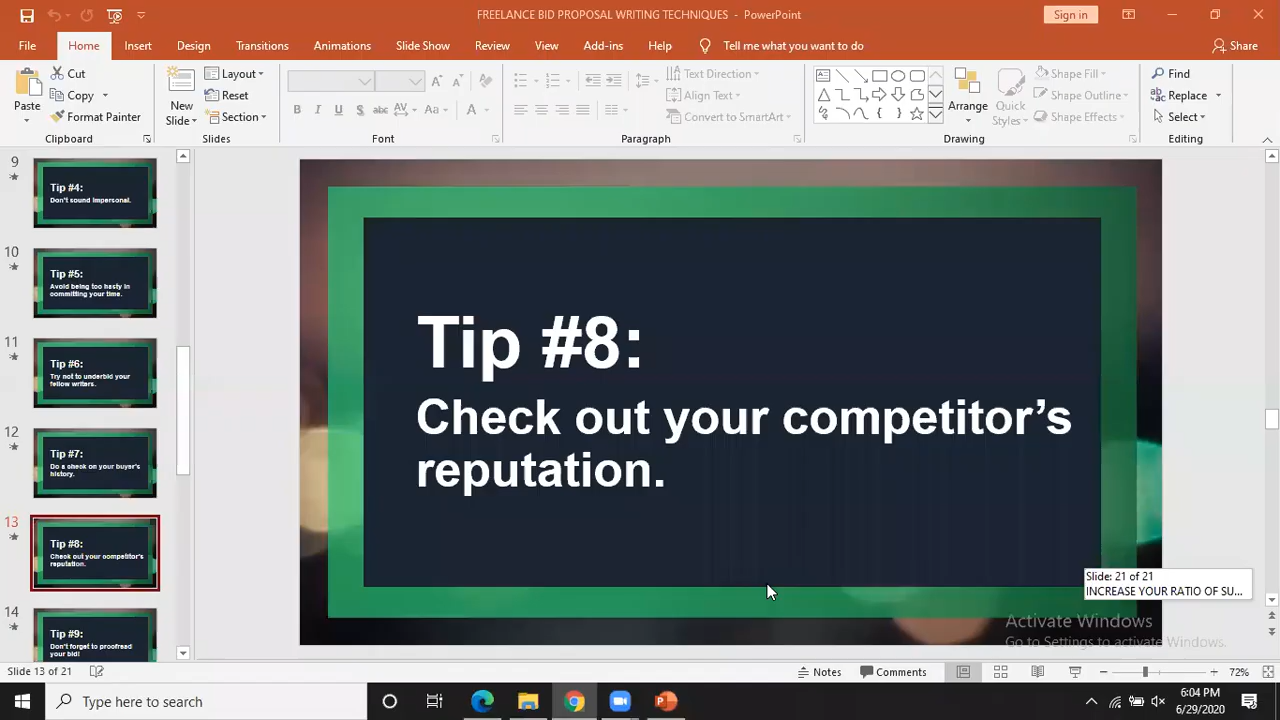 FREELANCE BID PROPOSAL WRITING TECHNIQUES - PowerPoint
Sign in
File Home Insert Design Transitions Animations Slide Show Review View Add-ins Help Tell me what you want to do Share
Paste
Cut
Copy
Format Painter
Clipboard
New
Slide
Layout
Reset
Section
Slides
B I U S abc AV Aa A
Font
Text Direction
Align Text
Convert to SmartArt
Paragraph
Arrange
Quick
Styles
Shape Fill
Shape Outline
Shape Effects
Drawing
Find
Replace
Select
Editing
9
Tip #4:
Don't sound impersonal.
10
Tip #5:
Avoid being too hasty in
committing your time.
11
Tip #6:
Try not to underbid your
fellow writers.
12
Tip #7:
Do a check on your buyer's
history.
13
Tip #8:
Check out your competitor's
reputation.
14
Tip #9:
Don't forget to proofread
your bid!
Tip #8:
Check out your competitor’s
reputation.
Slide: 21 of 21
INCREASE YOUR RATIO OF SU...
Activate Windows
Go to Settings to activate Windows.
Slide 13 of 21
Notes
Comments
72%
Type here to search
6:04 PM
6/29/2020